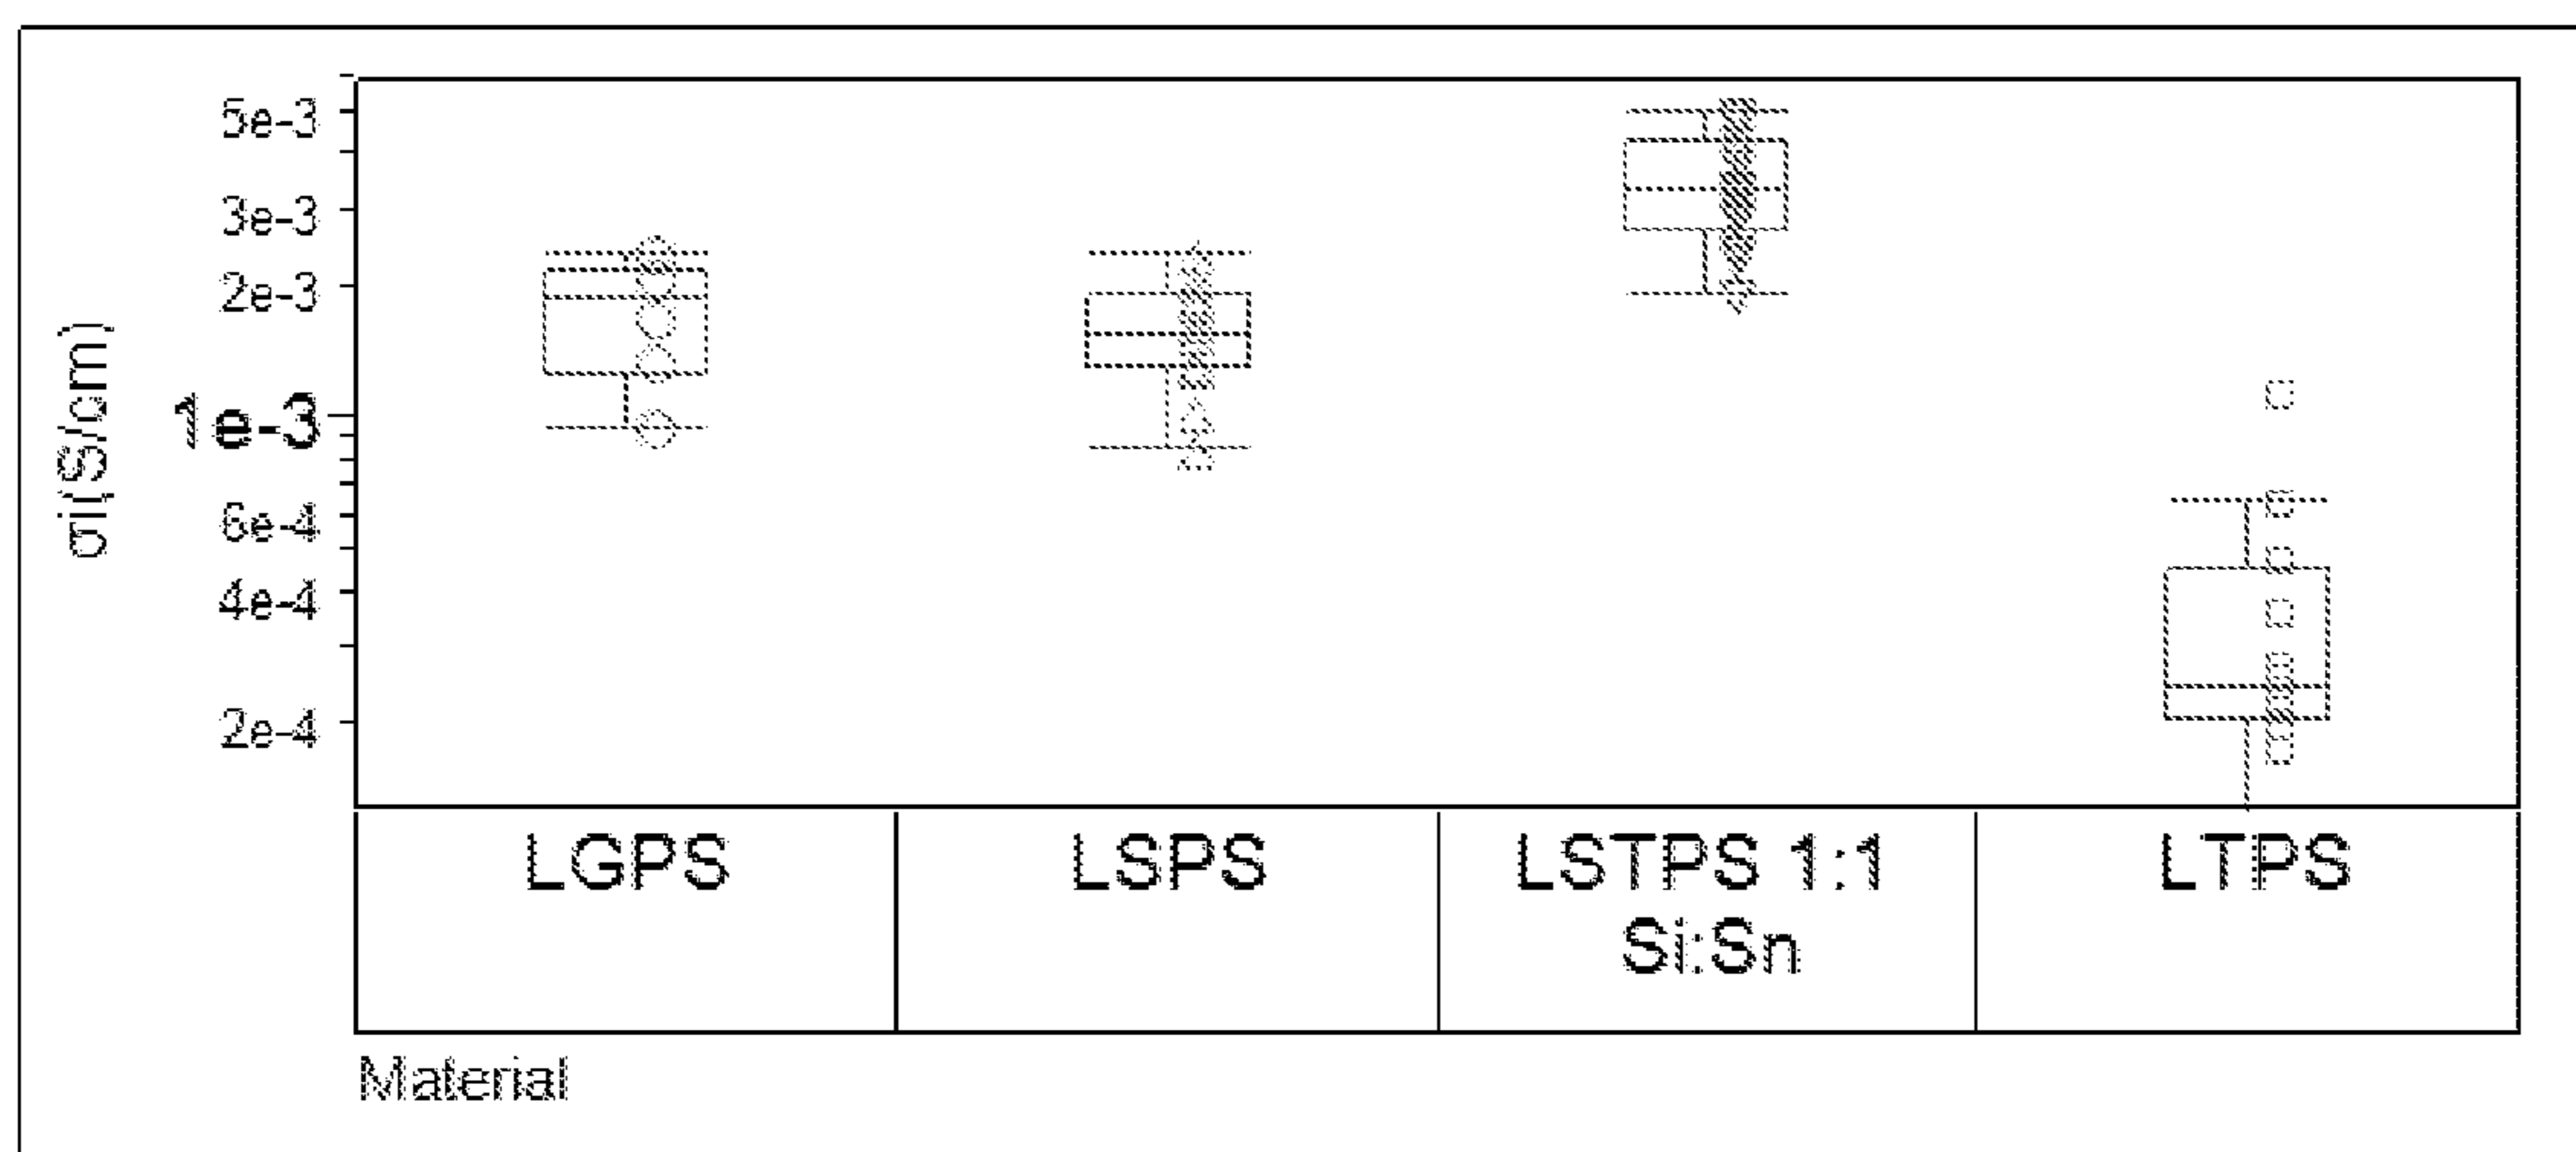 5e-3
3e-3
2e-3
1e-3
6e-4
4e-4
2e-4
σi(S/cm)
LGPS
LSPS
LSTPS 1:1
Si:Sn
LTPS
Material